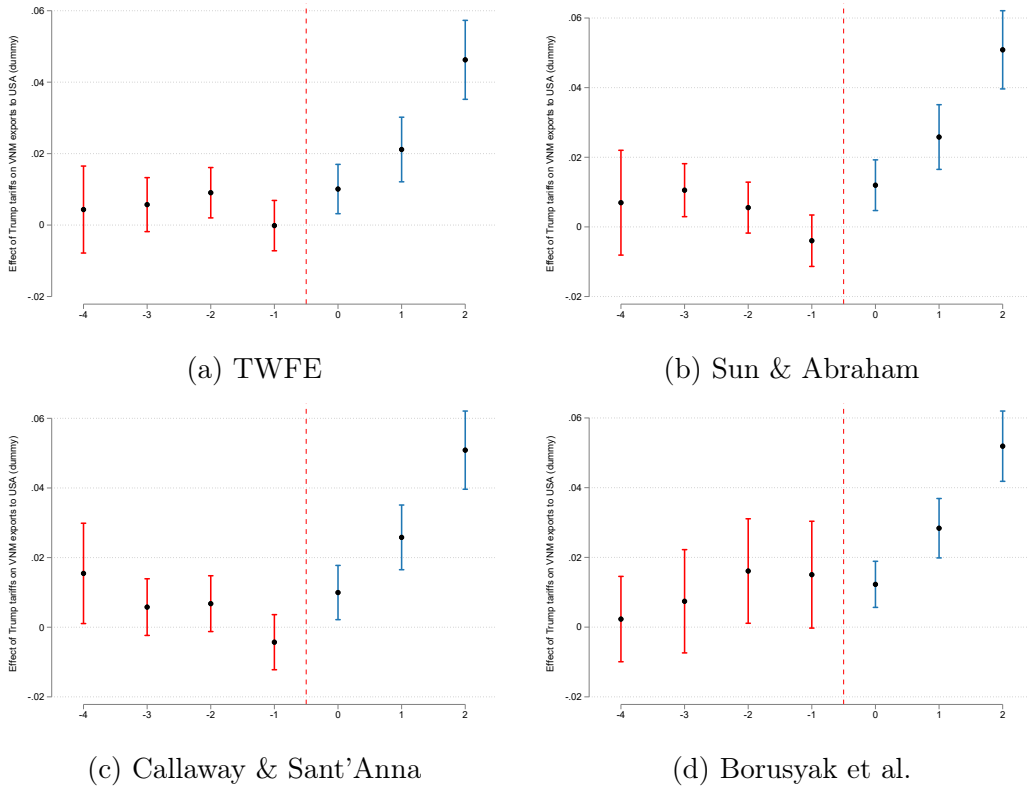 Effect of Trump tariffs on VNM exports to USA (dummy)
.06
.04
.02
0
-.02
-4 -3 -2 -1 0 1 2
(a) TWFE
Effect of Trump tariffs on VNM exports to USA (dummy)
.06
.04
.02
0
-.02
-4 -3 -2 -1 0 1 2
(b) Sun & Abraham
Effect of Trump tariffs on VNM exports to USA (dummy)
.06
.04
.02
0
-.02
-4 -3 -2 -1 0 1 2
(c) Callaway & Sant'Anna
Effect of Trump tariffs on VNM exports to USA (dummy)
.06
.04
.02
0
-.02
-4 -3 -2 -1 0 1 2
(d) Borusyak et al.